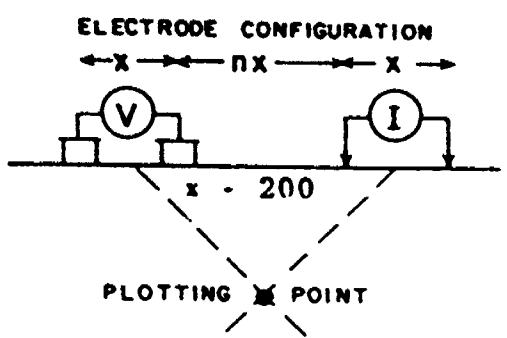 ELECTRODE CONFIGURATION
x nx x
V I
x - 200
PLOTTING POINT